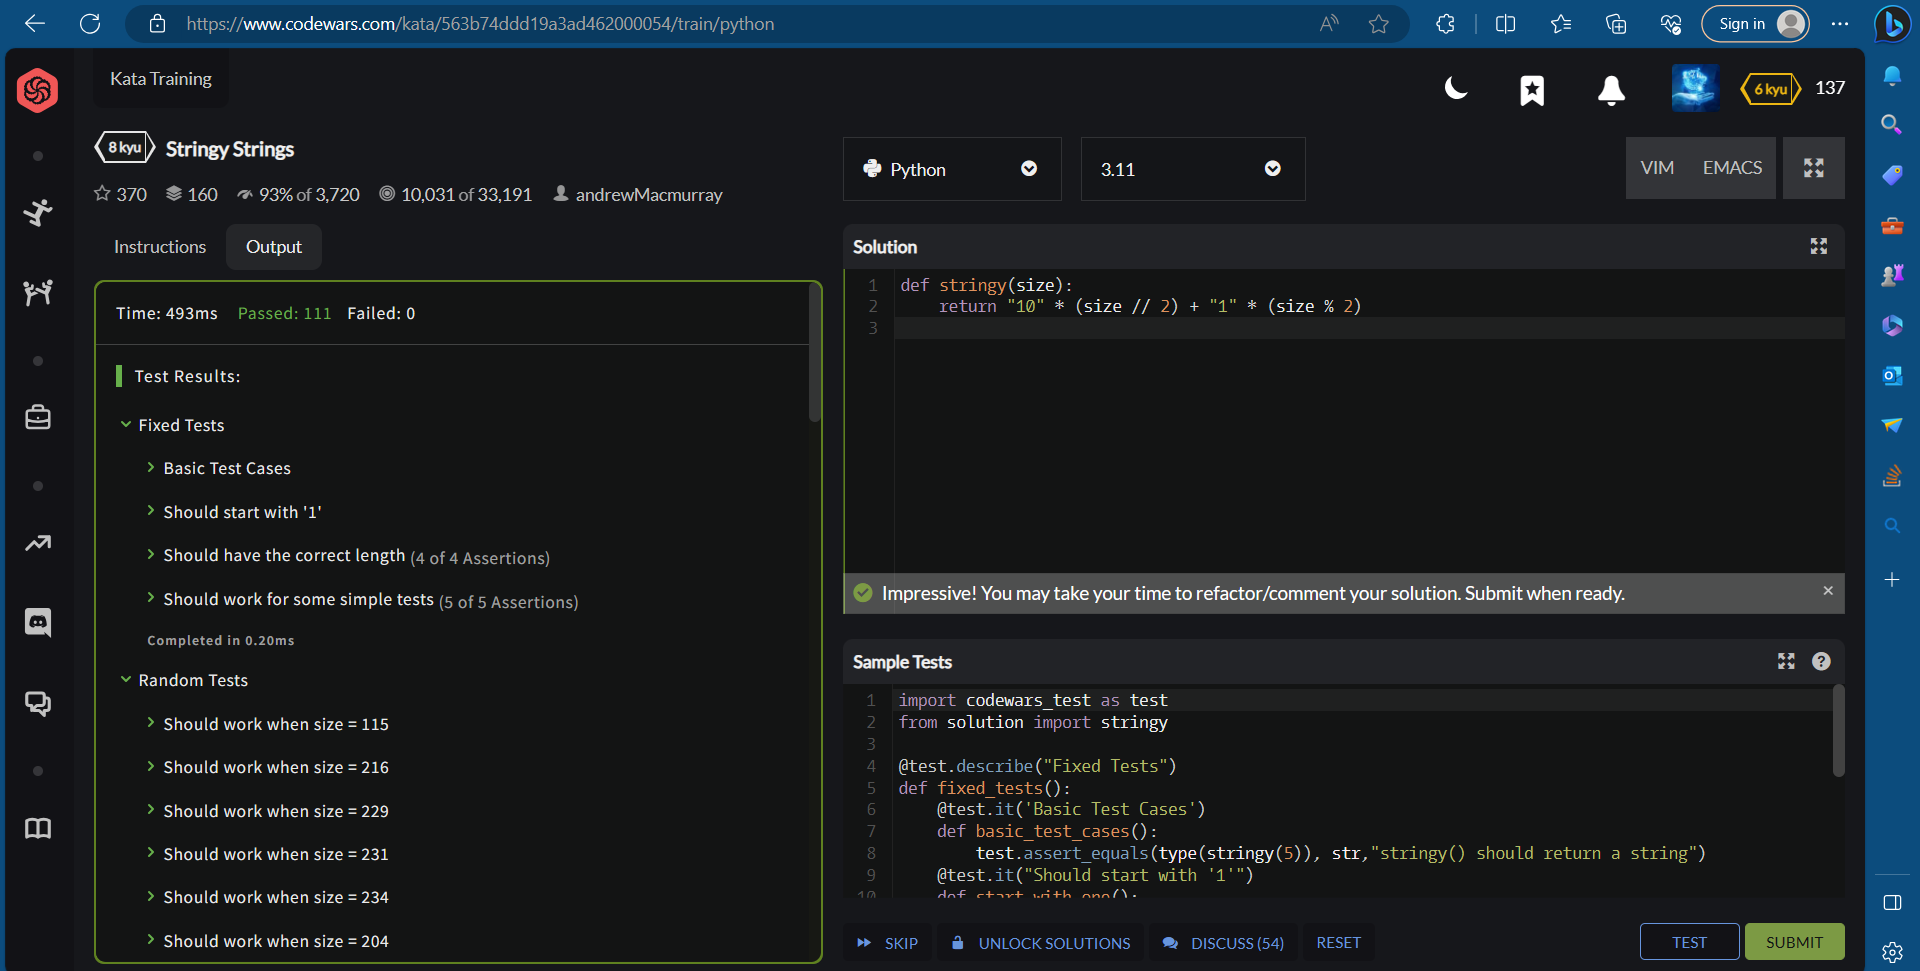 https://www.codewars.com/kata/563b74ddd19a3ad462000054/train/python
Sign in
Kata Training
6 kyu
137
8 kyu
Stringy Strings
370
160
93% of 3,720
10,031 of 33,191
andrewMacmurray
Python
3.11
VIM
EMACS
Instructions
Output
Time: 493ms Passed: 111 Failed: 0
Test Results:
Fixed Tests
Basic Test Cases
Should start with '1'
Should have the correct length (4 of 4 Assertions)
Should work for some simple tests (5 of 5 Assertions)
Completed in 0.20ms
Random Tests
Should work when size = 115
Should work when size = 216
Should work when size = 229
Should work when size = 231
Should work when size = 234
Should work when size = 204
Solution
1 def stringy(size):
2     return "10" * (size // 2) + "1" * (size % 2)
3
Impressive! You may take your time to refactor/comment your solution. Submit when ready.
Sample Tests
1 import codewars_test as test
2 from solution import stringy
3
4 @test.describe("Fixed Tests")
5 def fixed_tests():
6     @test.it('Basic Test Cases')
7     def basic_test_cases():
8         test.assert_equals(type(stringy(5)), str,"stringy() should return a string")
9     @test.it("Should start with '1'")
10     def start_with_one():
SKIP
UNLOCK SOLUTIONS
DISCUSS (54)
RESET
TEST
SUBMIT